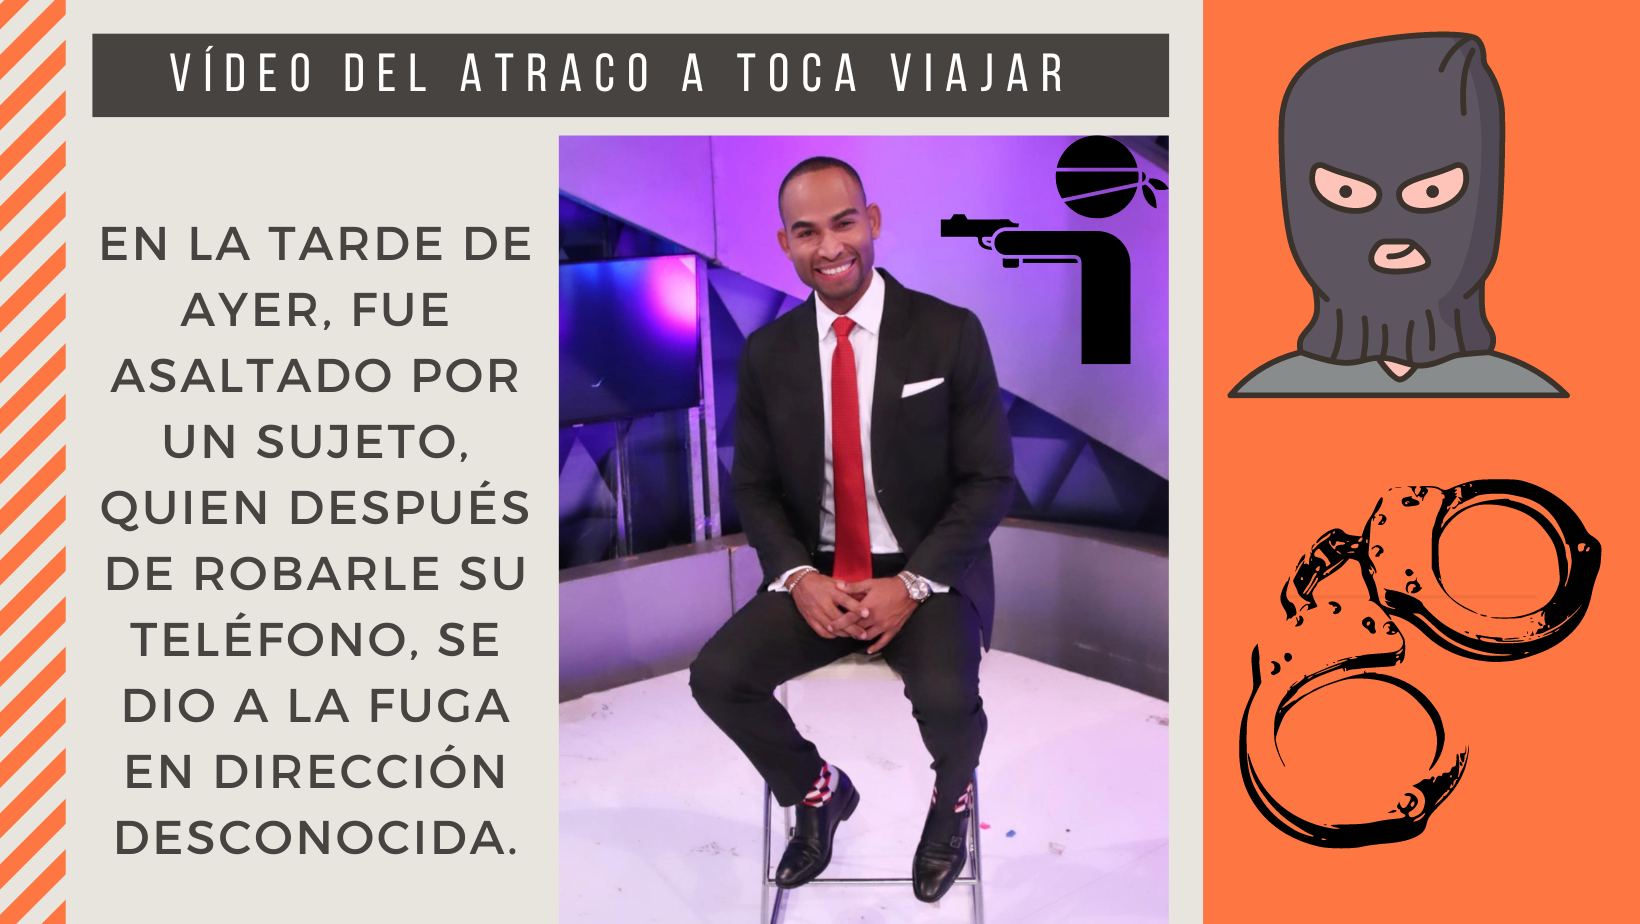 VÍDEO DEL ATRACO A TOCA VIAJAR
EN LA TARDE DE
AYER, FUE
ASALTADO POR
UN SUJETO,
QUIEN DESPUÉS
DE ROBARLE SU
TELÉFONO, SE
DIO A LA FUGA
EN DIRECCIÓN
DESCONOCIDA.